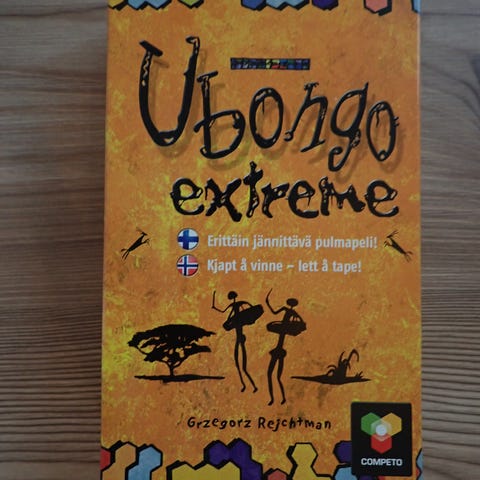 Ubongo
extreme
Erittäin jännittävä pulmapeli!
Kjapt å vinne – lett å tape!
Grzegorz Rejchtman
COMPETO